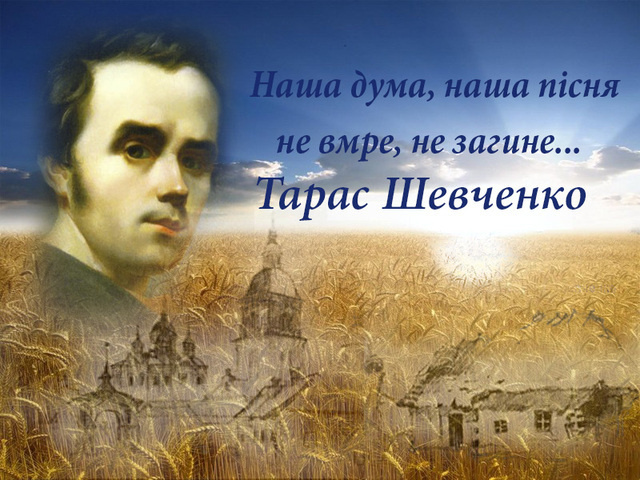 Наша дума, наша пісня
не вмре, не загине...
Тарас Шевченко